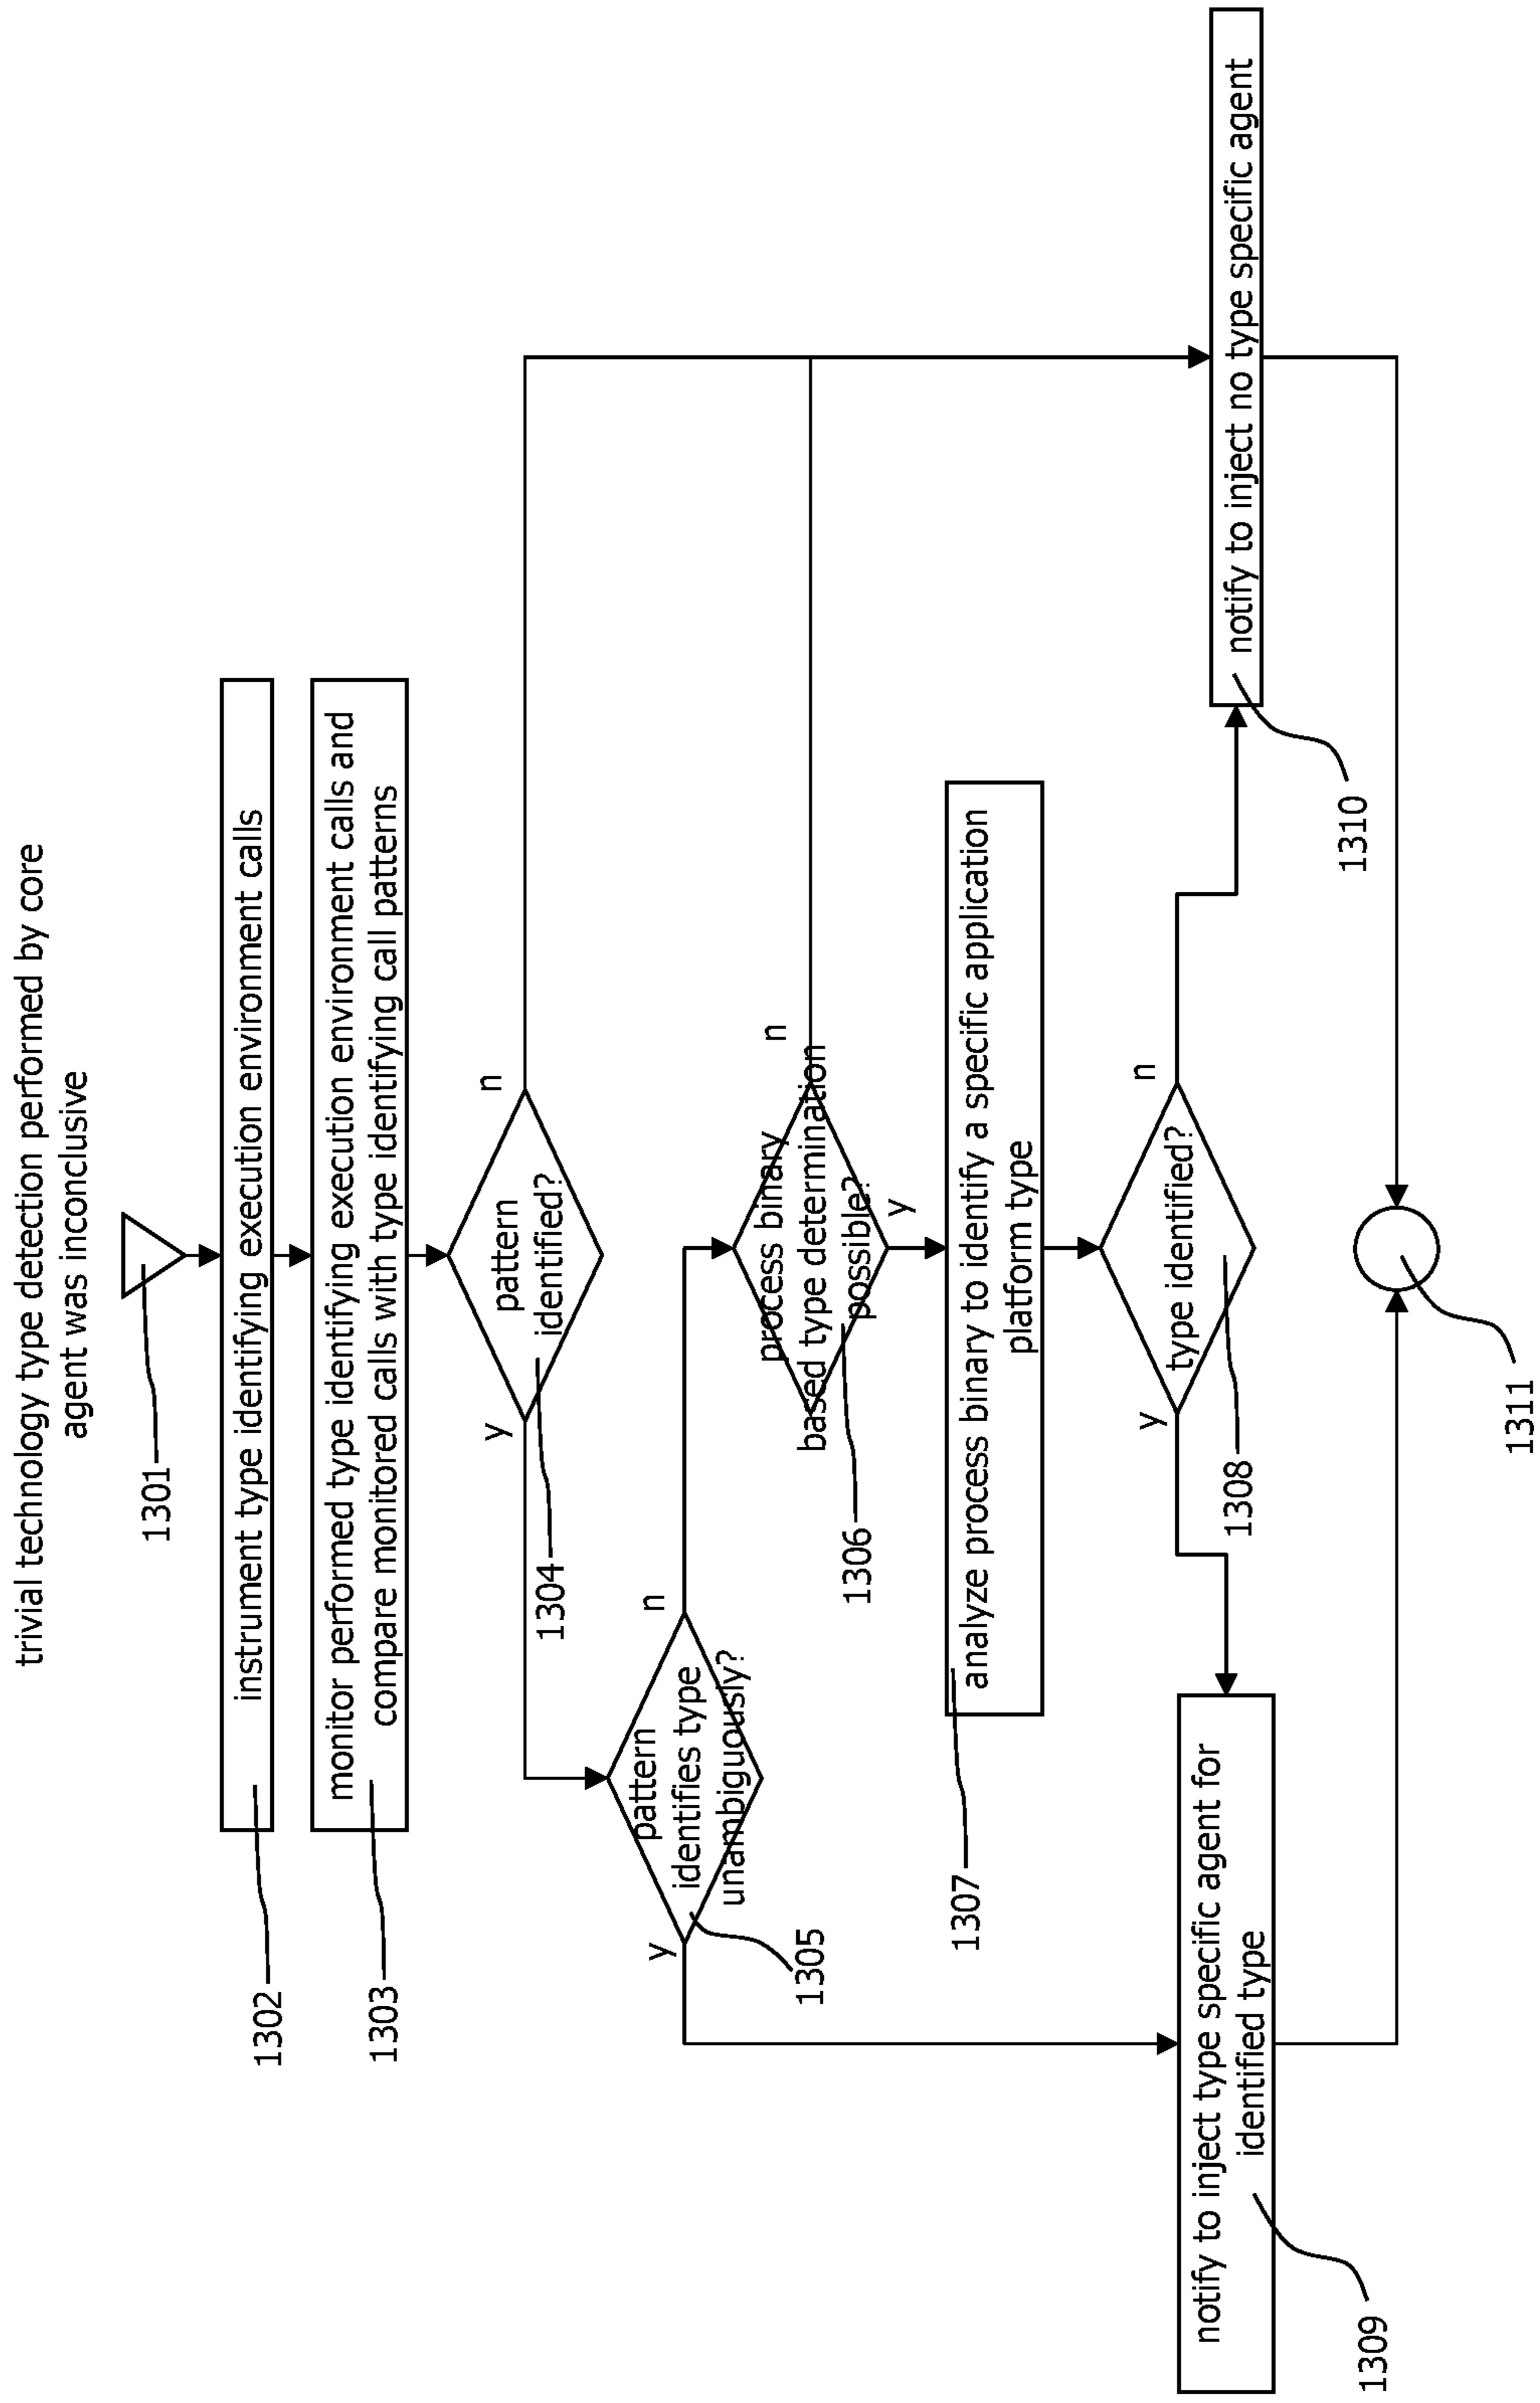 trivial technology type detection performed by core
agent was inconclusive
1301
instrument type identifying execution environment calls
1302
monitor performed type identifying execution environment calls and
compare monitored calls with type identifying call patterns
1303
pattern
identified?
y
n
1304
pattern
identifies type
unambiguously?
y
n
1305
process binary
based type determination
possible?
n
y
1306
analyze process binary to identify a specific application
platform type
1307
type identified?
y
n
1308
notify to inject type specific agent for
identified type
1309
notify to inject no type specific agent
1310
1311